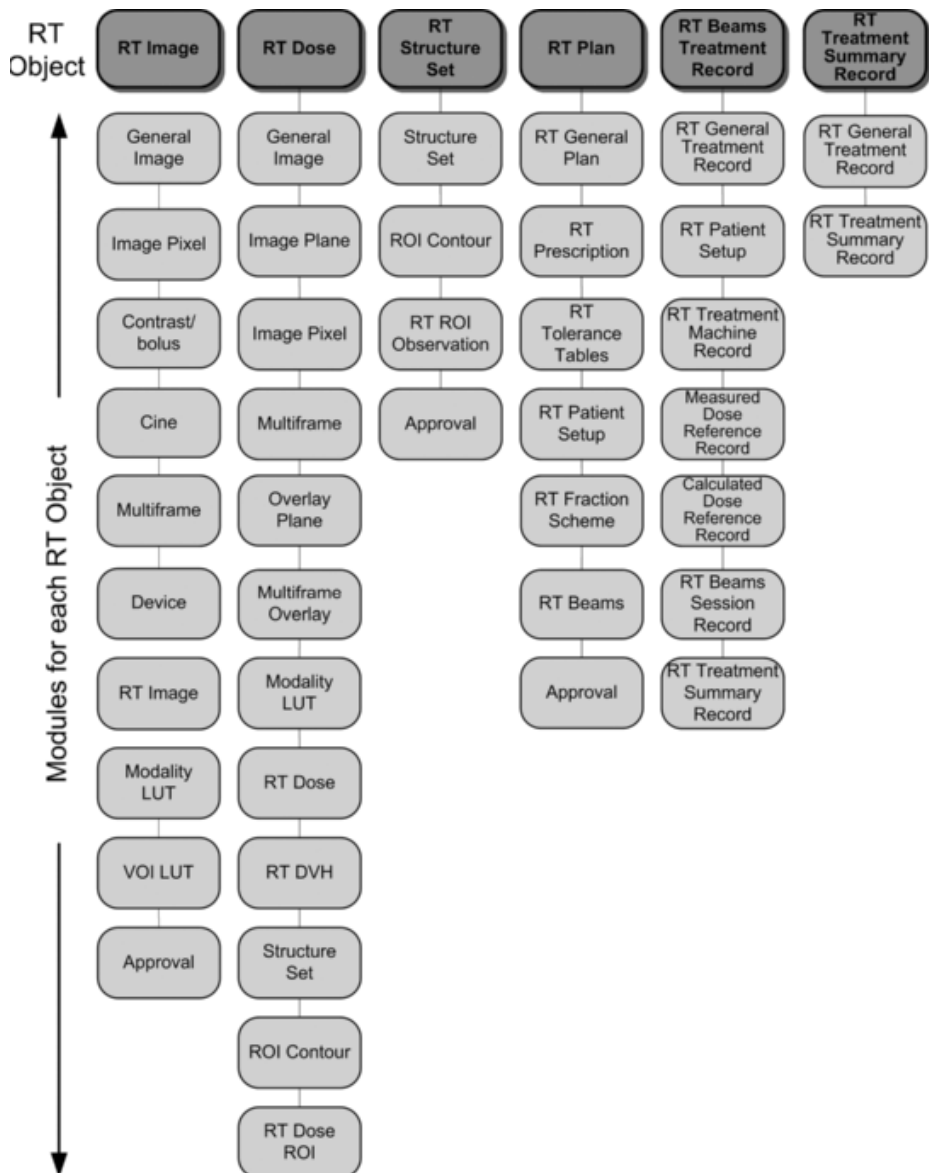 RT
Object
RT Image
RT Dose
RT
Structure
Set
RT Plan
RT Beams
Treatment
Record
RT
Treatment
Summary
Record
Modules for each RT Object
General
Image
Image Pixel
Contrast/
bolus
Cine
Multiframe
Device
RT Image
Modality
LUT
VOI LUT
Approval
General
Image
Image Plane
Image Pixel
Multiframe
Overlay
Plane
Multiframe
Overlay
Modality
LUT
RT Dose
RT DVH
Structure
Set
ROI Contour
RT Dose
ROI
Structure
Set
ROI Contour
RT ROI
Observation
Approval
RT General
Plan
RT
Prescription
RT
Tolerance
Tables
RT Patient
Setup
RT Fraction
Scheme
RT Beams
Approval
RT General
Treatment
Record
RT Patient
Setup
RT Treatment
Machine
Record
Measured
Dose
Reference
Record
Calculated
Dose
Reference
Record
RT Beams
Session
Record
RT Treatment
Summary
Record
RT General
Treatment
Record
RT Treatment
Summary
Record